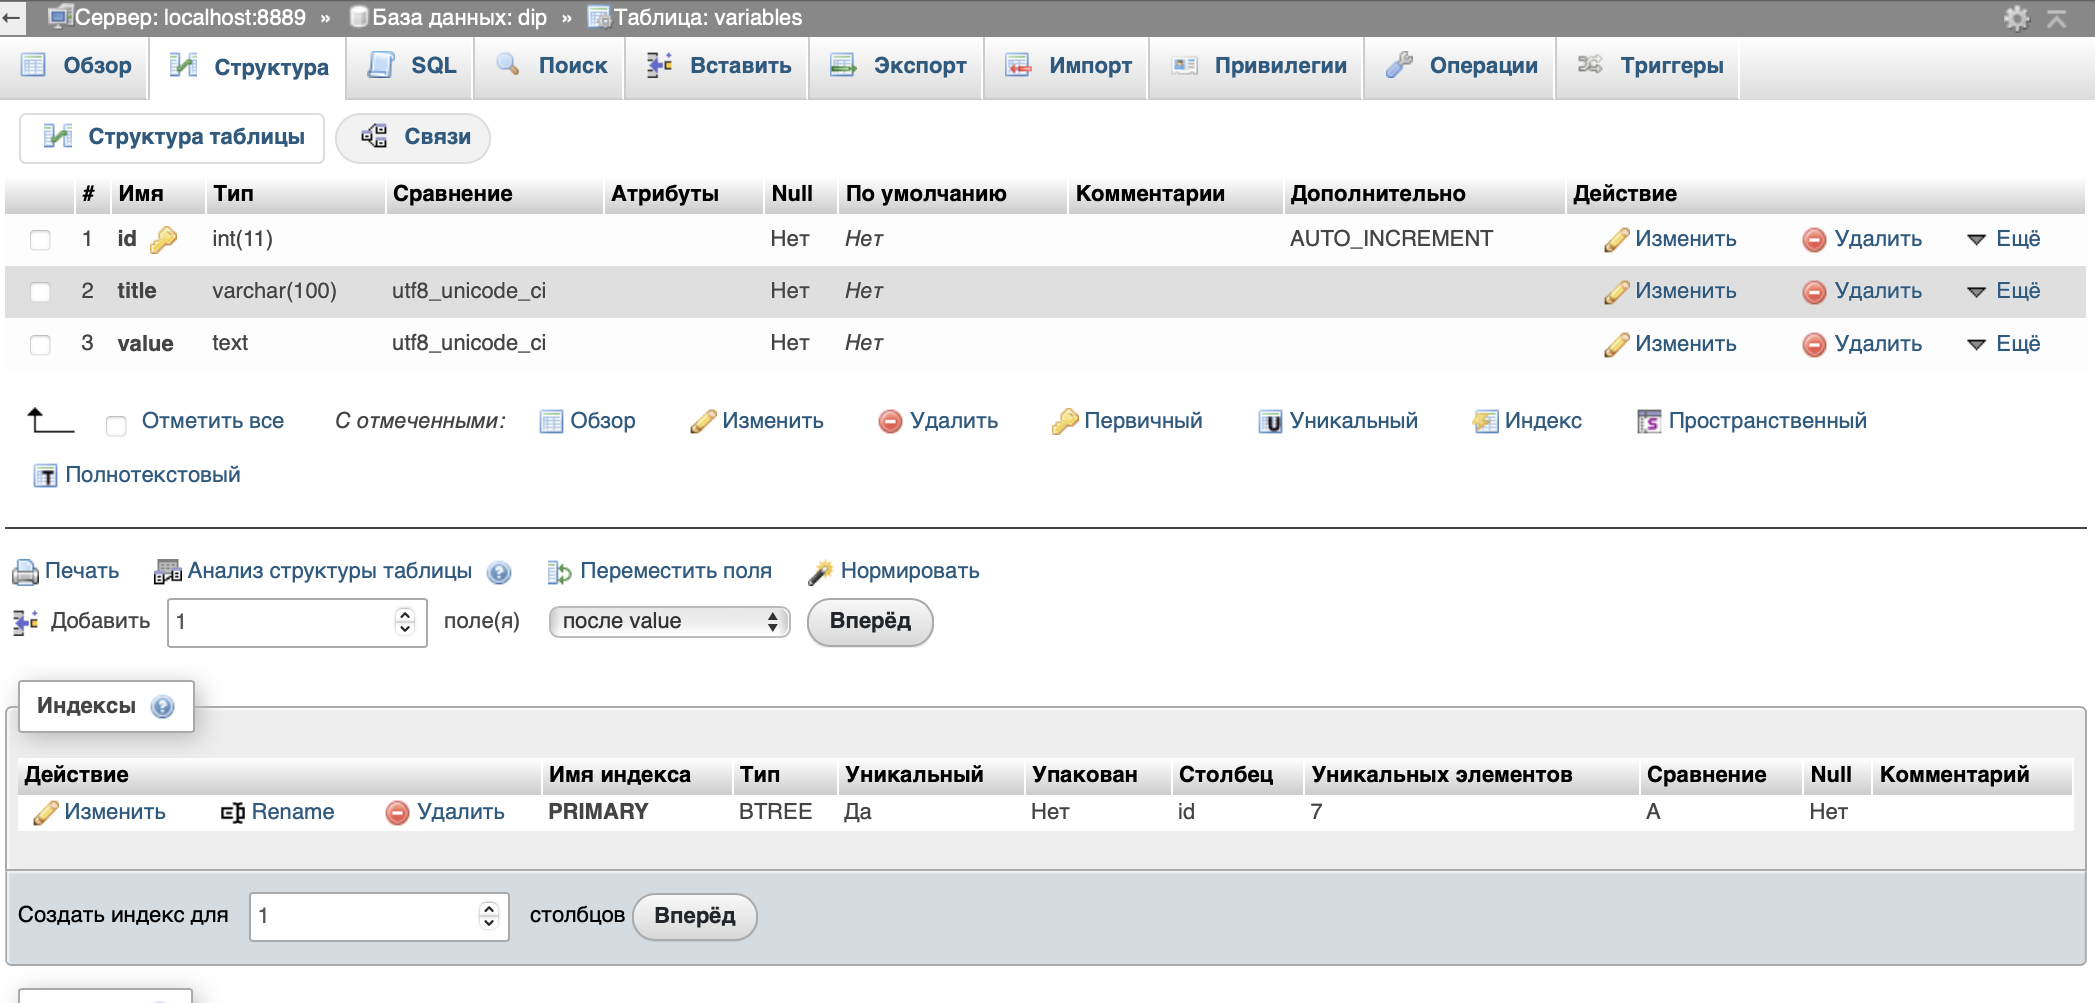 Сервер: localhost:8889 » База данных: dip » Таблица: variables
Обзор Структура SQL Поиск Вставить Экспорт Импорт Привилегии Операции Триггеры
Структура таблицы Связи
# Имя Тип Сравнение Атрибуты Null По умолчанию Комментарии Дополнительно Действие
1 id int(11) Нет Нет AUTO_INCREMENT Изменить Удалить Ещё
2 title varchar(100) utf8_unicode_ci Нет Нет Изменить Удалить Ещё
3 value text utf8_unicode_ci Нет Нет Изменить Удалить Ещё
Отметить все С отмеченными: Обзор Изменить Удалить Первичный Уникальный Индекс Пространственный
Полнотекстовый
Печать Анализ структуры таблицы Переместить поля Нормировать
Добавить 1 поле(я) после value Вперёд
Индексы
Действие Имя индекса Тип Уникальный Упакован Столбец Уникальных элементов Сравнение Null Комментарий
Изменить Rename Удалить PRIMARY BTREE Да Нет id 7 A Нет
Создать индекс для 1 столбцов Вперёд